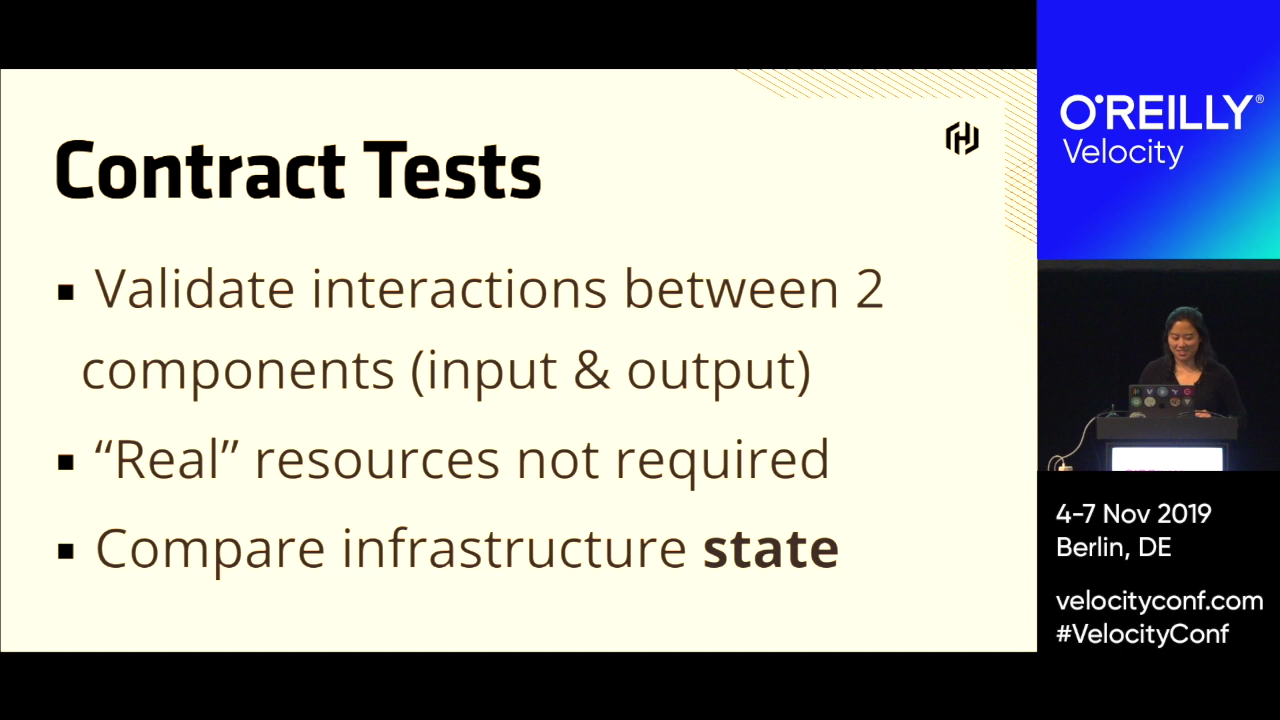 Contract Tests
▪ Validate interactions between 2
components (input & output)
▪ “Real” resources not required
▪ Compare infrastructure state
O'REILLY®
Velocity
4-7 Nov 2019
Berlin, DE
velocityconf.com
#VelocityConf